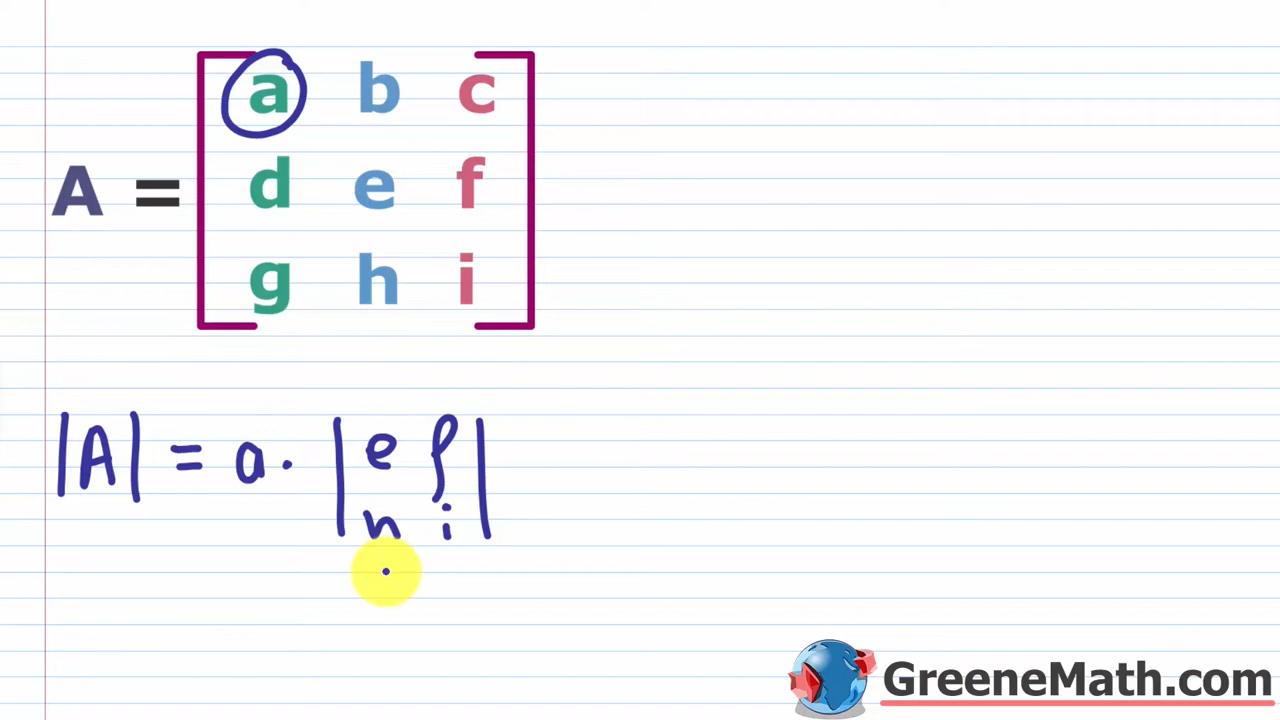 a b c
A = d e f
g h i
|A| = a · | e f |
n i
GreeneMath.com